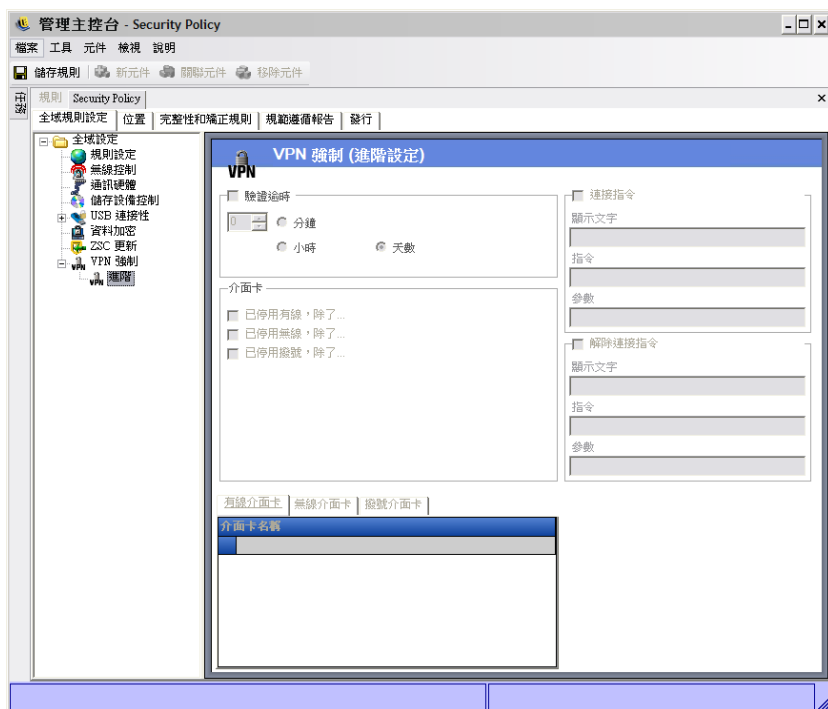 管理主控台 - Security Policy
檔案 工具 元件 檢視 說明
儲存規則 新元件 關聯元件 移除元件
工作
規則 Security Policy
全域規則設定 位置 完整性和矯正規則 規範遵循報告 發行
全域設定
規則設定
無線控制
通訊硬體
儲存設備控制
USB 連接性
資料加密
ZSC 更新
VPN 強制
進階
VPN 強制 (進階設定)
驗證逾時
0 分鐘
小時 天數
介面卡
已停用有線，除了...
已停用無線，除了...
已停用撥號，除了...
連接指令
顯示文字
指令
參數
解除連接指令
顯示文字
指令
參數
有線介面卡 無線介面卡 撥號介面卡
介面卡名稱